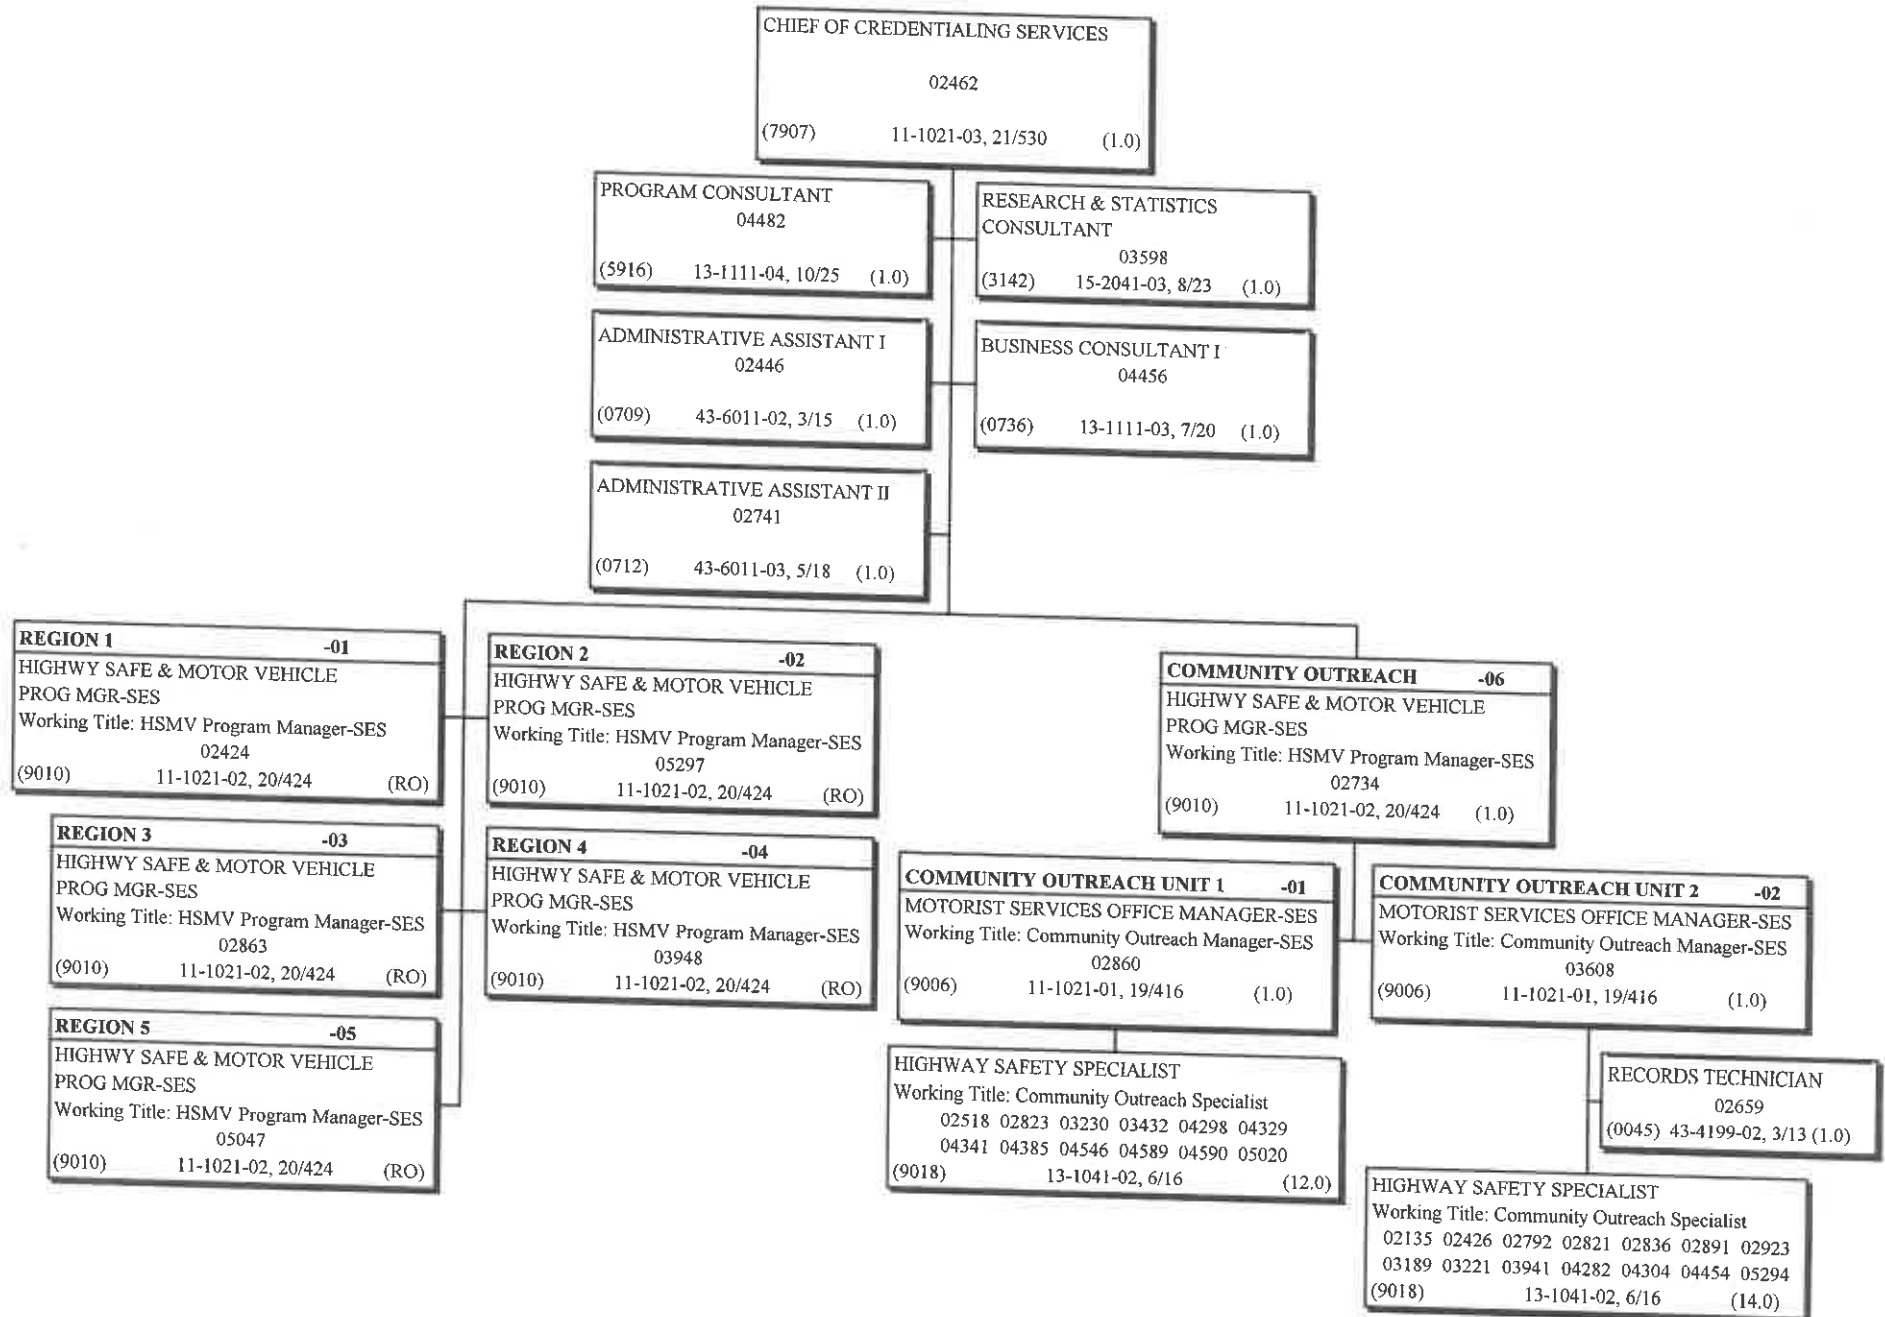 CHIEF OF CREDENTIALING SERVICES
02462
(7907) 11-1021-03, 21/530 (1.0)
PROGRAM CONSULTANT
04482
(5916) 13-1111-04, 10/25 (1.0)
RESEARCH & STATISTICS
CONSULTANT
03598
(3142) 15-2041-03, 8/23 (1.0)
ADMINISTRATIVE ASSISTANT I
02446
(0709) 43-6011-02, 3/15 (1.0)
BUSINESS CONSULTANT I
04456
(0736) 13-1111-03, 7/20 (1.0)
ADMINISTRATIVE ASSISTANT II
02741
(0712) 43-6011-03, 5/18 (1.0)
REGION 1 -01
HIGHWY SAFE & MOTOR VEHICLE
PROG MGR-SES
Working Title: HSMV Program Manager-SES
02424
(9010) 11-1021-02, 20/424 (RO)
REGION 2 -02
HIGHWY SAFE & MOTOR VEHICLE
PROG MGR-SES
Working Title: HSMV Program Manager-SES
05297
(9010) 11-1021-02, 20/424 (RO)
REGION 3 -03
HIGHWY SAFE & MOTOR VEHICLE
PROG MGR-SES
Working Title: HSMV Program Manager-SES
02863
(9010) 11-1021-02, 20/424 (RO)
REGION 4 -04
HIGHWY SAFE & MOTOR VEHICLE
PROG MGR-SES
Working Title: HSMV Program Manager-SES
03948
(9010) 11-1021-02, 20/424 (RO)
REGION 5 -05
HIGHWY SAFE & MOTOR VEHICLE
PROG MGR-SES
Working Title: HSMV Program Manager-SES
05047
(9010) 11-1021-02, 20/424 (RO)
COMMUNITY OUTREACH -06
HIGHWY SAFE & MOTOR VEHICLE
PROG MGR-SES
Working Title: HSMV Program Manager-SES
02734
(9010) 11-1021-02, 20/424 (1.0)
COMMUNITY OUTREACH UNIT 1 -01
MOTORIST SERVICES OFFICE MANAGER-SES
Working Title: Community Outreach Manager-SES
02860
(9006) 11-1021-01, 19/416 (1.0)
COMMUNITY OUTREACH UNIT 2 -02
MOTORIST SERVICES OFFICE MANAGER-SES
Working Title: Community Outreach Manager-SES
03608
(9006) 11-1021-01, 19/416 (1.0)
HIGHWAY SAFETY SPECIALIST
Working Title: Community Outreach Specialist
02518 02823 03230 03432 04298 04329
04341 04385 04546 04589 04590 05020
(9018) 13-1041-02, 6/16 (12.0)
RECORDS TECHNICIAN
02659
(0045) 43-4199-02, 3/13 (1.0)
HIGHWAY SAFETY SPECIALIST
Working Title: Community Outreach Specialist
02135 02426 02792 02821 02836 02891 02923
03189 03221 03941 04282 04304 04454 05294
(9018) 13-1041-02, 6/16 (14.0)